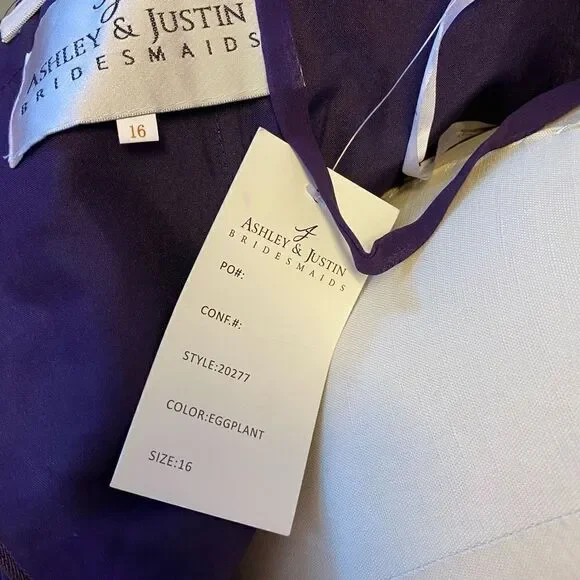 ASHLEY & JUSTIN
BRIDESMAIDS
16
ASHLEY & JUSTIN
BRIDESMAIDS
PO#:
CONF.#:
STYLE:20277
COLOR:EGGPLANT
SIZE:16